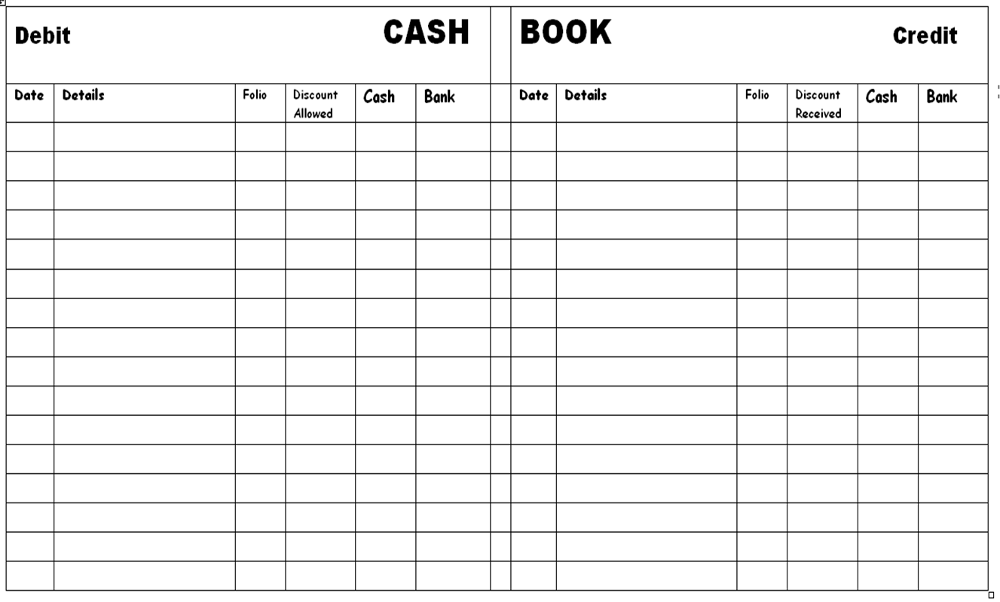 Debit CASH BOOK Credit
Date Details Folio Discount Allowed Cash Bank Date Details Folio Discount Received Cash Bank